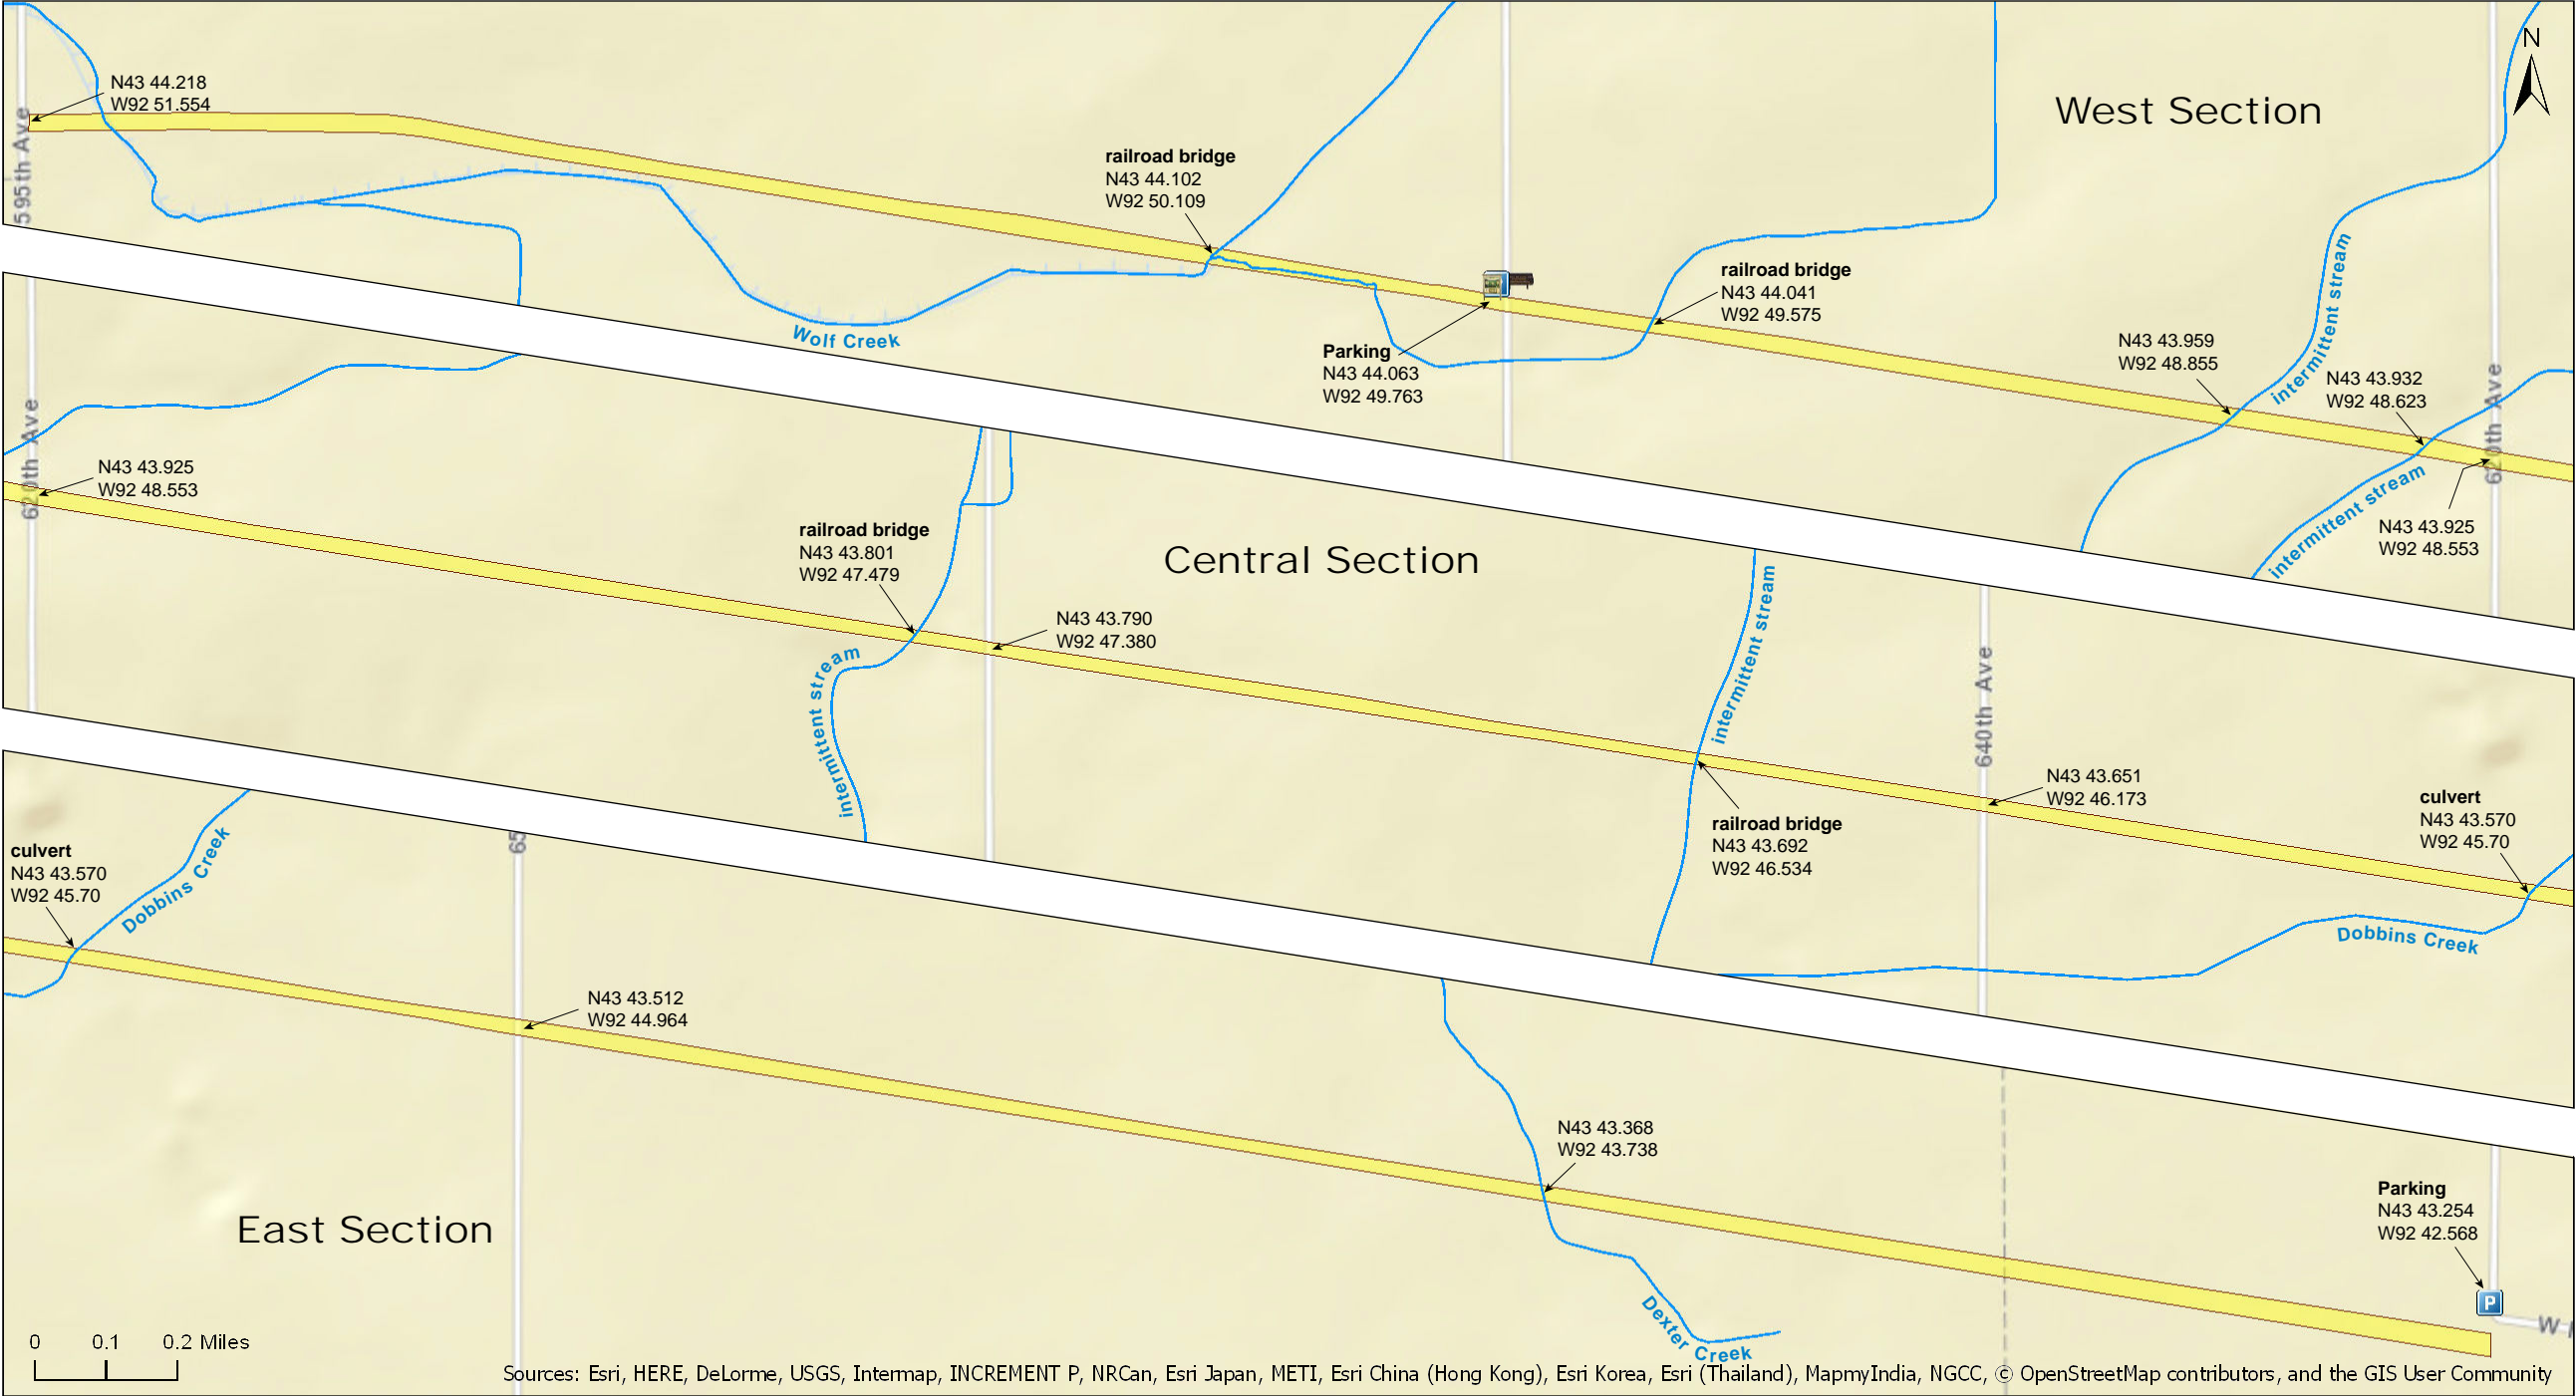 N
West Section
595th Ave
N43 44.218
W92 51.554
railroad bridge
N43 44.102
W92 50.109
Wolf Creek
Parking
N43 44.063
W92 49.763
railroad bridge
N43 44.041
W92 49.575
N43 43.959
W92 48.855
intermittent stream
N43 43.932
W92 48.623
intermittent stream
620th Ave
N43 43.925
W92 48.553
Central Section
620th Ave
N43 43.925
W92 48.553
railroad bridge
N43 43.801
W92 47.479
intermittent stream
N43 43.790
W92 47.380
intermittent stream
railroad bridge
N43 43.692
W92 46.534
640th Ave
N43 43.651
W92 46.173
culvert
N43 43.570
W92 45.70
Dobbins Creek
culvert
N43 43.570
W92 45.70
Dobbins Creek
65
N43 43.512
W92 44.964
N43 43.368
W92 43.738
Dexter Creek
Parking
N43 43.254
W92 42.568
P
W
East Section
0 0.1 0.2 Miles
Sources: Esri, HERE, DeLorme, USGS, Intermap, INCREMENT P, NRCan, Esri Japan, METI, Esri China (Hong Kong), Esri Korea, Esri (Thailand), MapmyIndia, NGCC, © OpenStreetMap contributors, and the GIS User Community